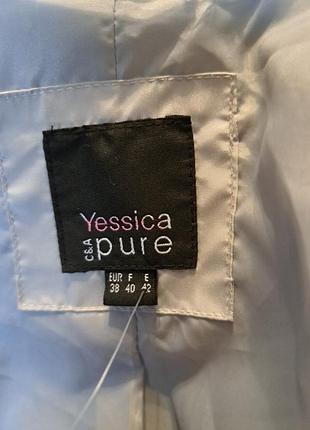 Yessica
C&A pure
EUR F E
38 40 42